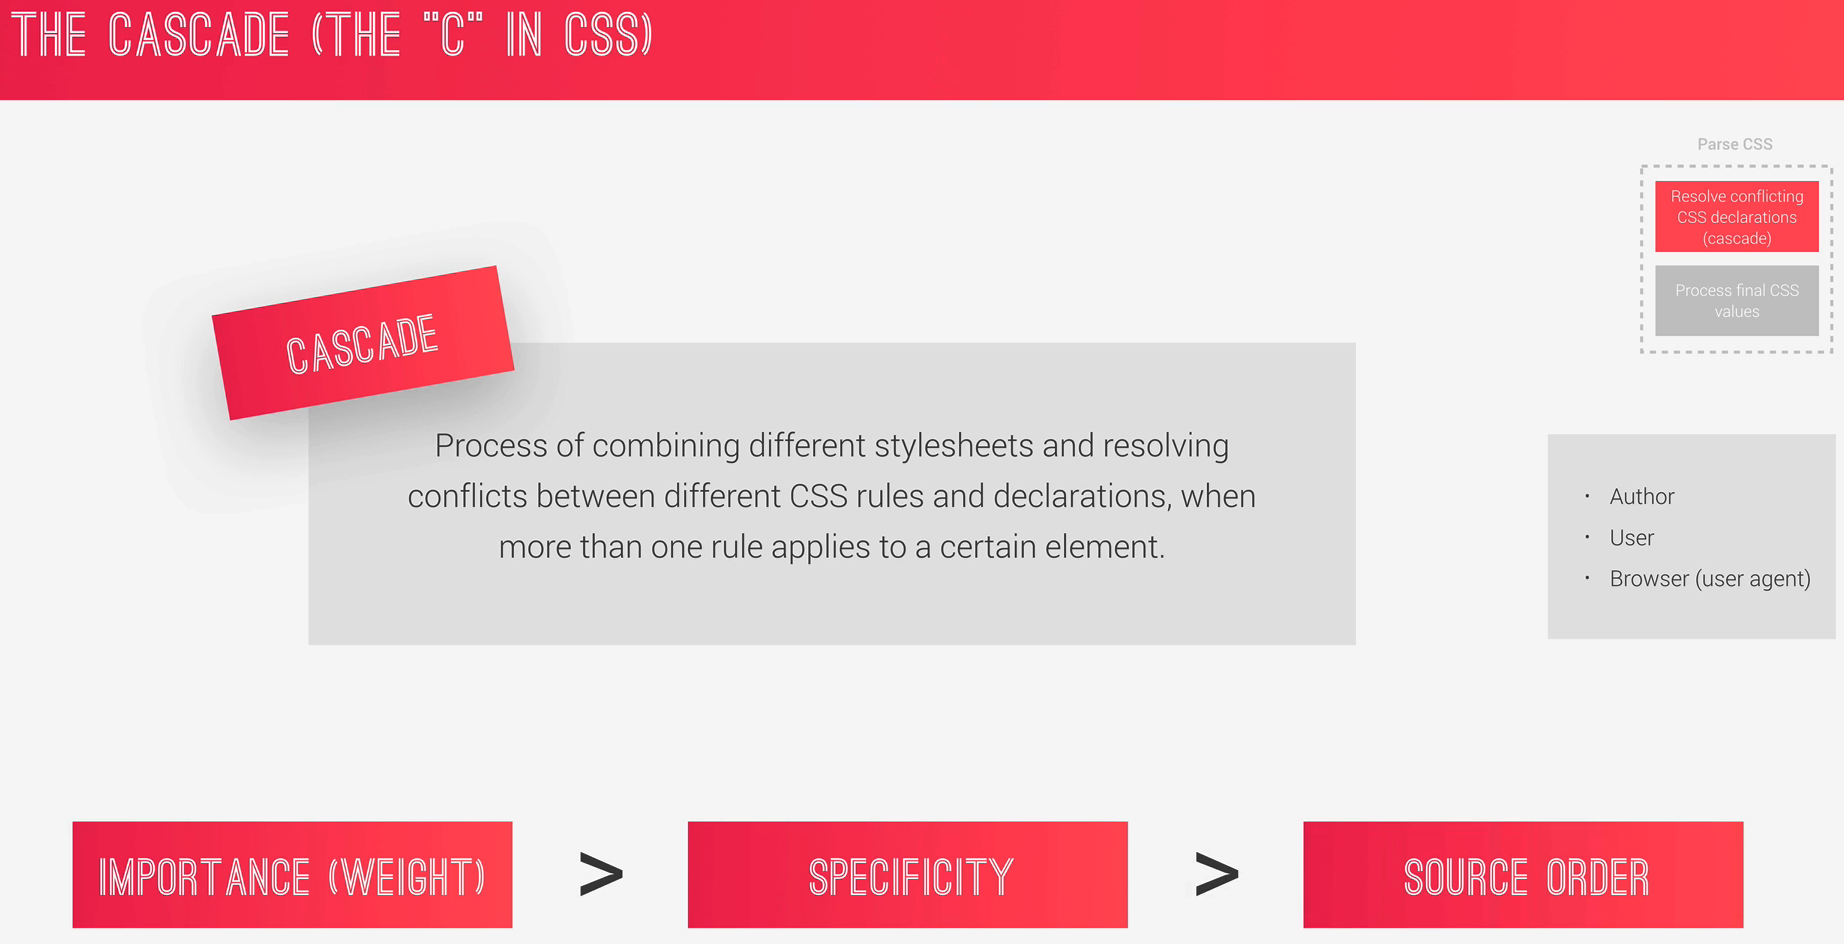 THE CASCADE (THE "C" IN CSS)
Parse CSS
Resolve conflicting
CSS declarations
(cascade)
Process final CSS
values
CASCADE
Process of combining different stylesheets and resolving
conflicts between different CSS rules and declarations, when
more than one rule applies to a certain element.
• Author
• User
• Browser (user agent)
IMPORTANCE (WEIGHT) > SPECIFICITY > SOURCE ORDER